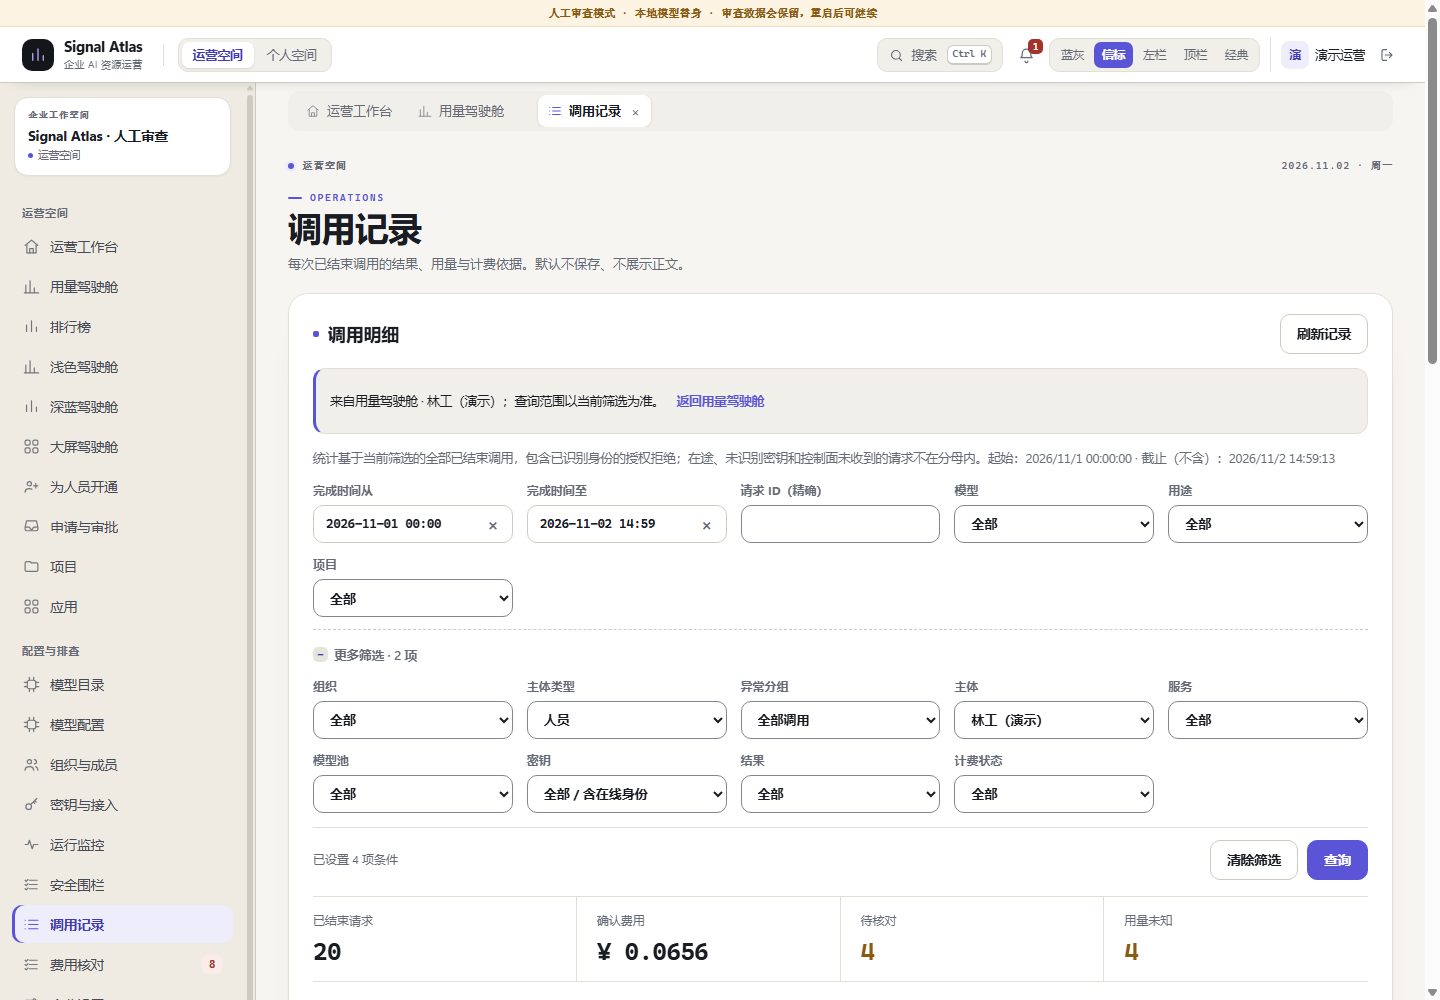 人工审查模式 · 本地模型替身 · 审查数据会保留，重启后可继续
Signal Atlas
企业 AI 资源运营
运营空间 个人空间
搜索 Ctrl K
1
蓝灰 信标 左栏 顶栏 经典
演 演示运营
企业工作空间
Signal Atlas · 人工审查
运营空间
运营空间
运营工作台
用量驾驶舱
排行榜
浅色驾驶舱
深蓝驾驶舱
大屏驾驶舱
为人员开通
申请与审批
项目
应用
配置与排查
模型目录
模型配置
组织与成员
密钥与接入
运行监控
安全围栏
调用记录
费用核对 8
运营工作台 用量驾驶舱 调用记录 ×
运营空间
2026.11.02 · 周一
OPERATIONS
调用记录
每次已结束调用的结果、用量与计费依据。默认不保存、不展示正文。
调用明细
刷新记录
来自用量驾驶舱 · 林工（演示）；查询范围以当前筛选为准。 返回用量驾驶舱
统计基于当前筛选的全部已结束调用，包含已识别身份的授权拒绝；在途、未识别密钥和控制面未收到的请求不在分母内。起始：2026/11/1 00:00:00 · 截止（不含）：2026/11/2 14:59:13
完成时间从 完成时间至 请求 ID（精确） 模型 用途
2026-11-01 00:00 × 2026-11-02 14:59 × 全部 全部
项目
全部
− 更多筛选 · 2 项
组织 主体类型 异常分组 主体 服务
全部 人员 全部调用 林工（演示） 全部
模型池 密钥 结果 计费状态
全部 全部 / 含在线身份 全部 全部
已设置 4 项条件
清除筛选 查询
已结束请求 确认费用 待核对 用量未知
20 ¥ 0.0656 4 4